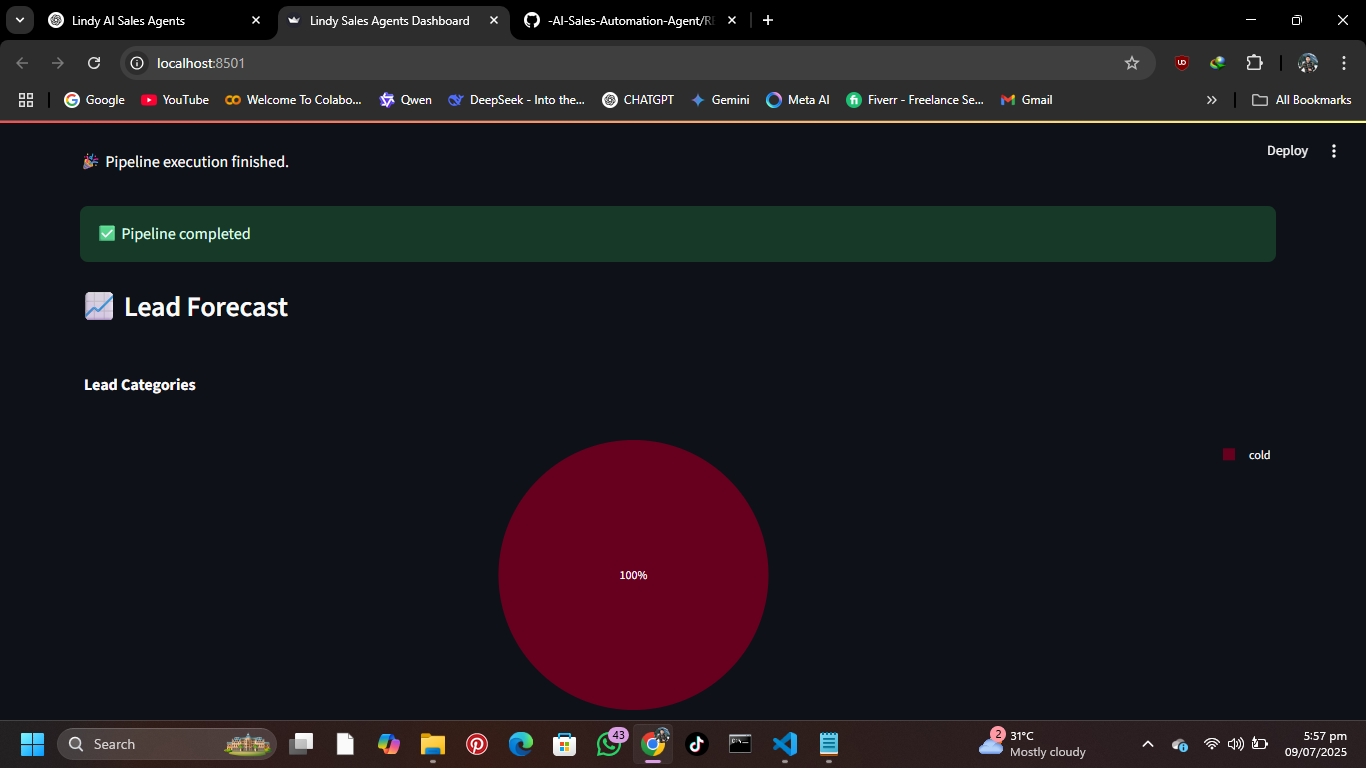 Lindy AI Sales Agents
Lindy Sales Agents Dashboard
-AI-Sales-Automation-Agent/
localhost:8501
Google
YouTube
Welcome To Colabo...
Qwen
DeepSeek - Into the...
CHATGPT
Gemini
Meta AI
Fiverr - Freelance Se...
Gmail
»
All Bookmarks
Pipeline execution finished.
Deploy
Pipeline completed
Lead Forecast
Lead Categories
cold
100%
Search
43
2
31°C
Mostly cloudy
5:57 pm
09/07/2025